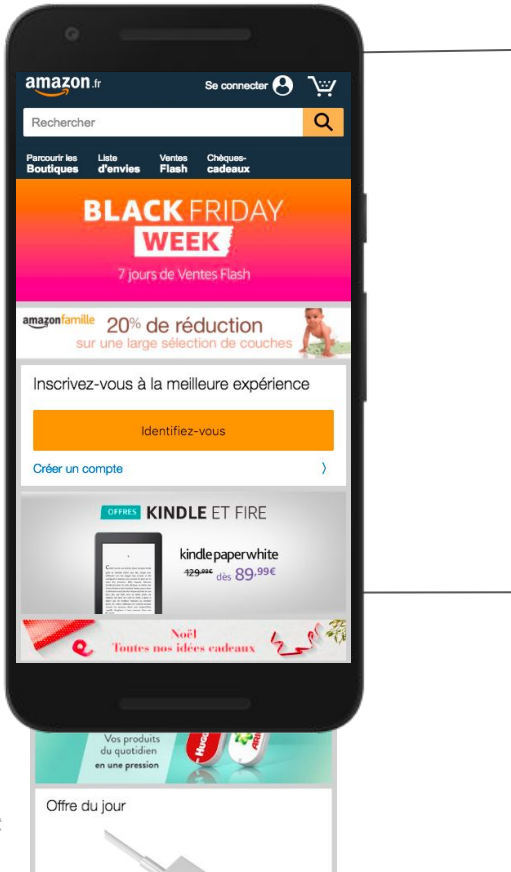 amazon.fr
Se connecter
Rechercher
Parcourir les Boutiques
Liste d'envies
Ventes Flash
Chèques-cadeaux
BLACK FRIDAY
WEEK
7 jours de Ventes Flash
amazonfamille
20% de réduction
sur une large sélection de couches
Inscrivez-vous à la meilleure expérience
Identifiez-vous
Créer un compte
OFFRES KINDLE ET FIRE
kindle paperwhite
129,99€ dès 89,99€
Noël
Toutes nos idées cadeaux
Vos produits
du quotidien
en une pression
Offre du jour